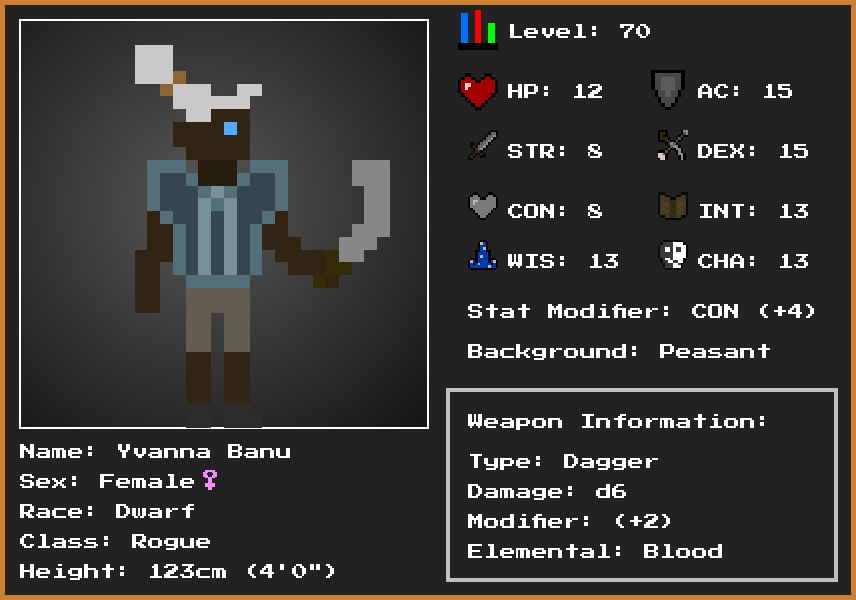 Level: 70
HP: 12
AC: 15
STR: 8
DEX: 15
CON: 8
INT: 13
WIS: 13
CHA: 13
Stat Modifier: CON (+4)
Background: Peasant
Weapon Information:
Type: Dagger
Damage: d6
Modifier: (+2)
Elemental: Blood
Name: Yvanna Banu
Sex: Female♀
Race: Dwarf
Class: Rogue
Height: 123cm (4'0")